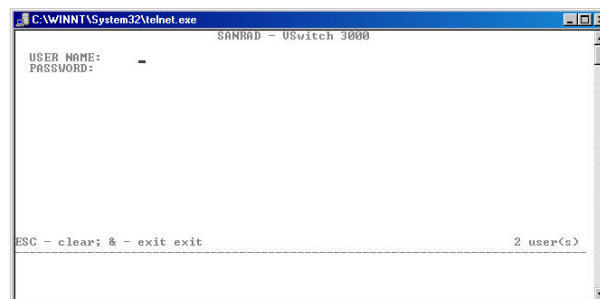 C:\WINNT\System32\telnet.exe
SANRAD - VSwitch 3000
USER NAME:
PASSWORD:
ESC - clear; & - exit exit 2 user(s)